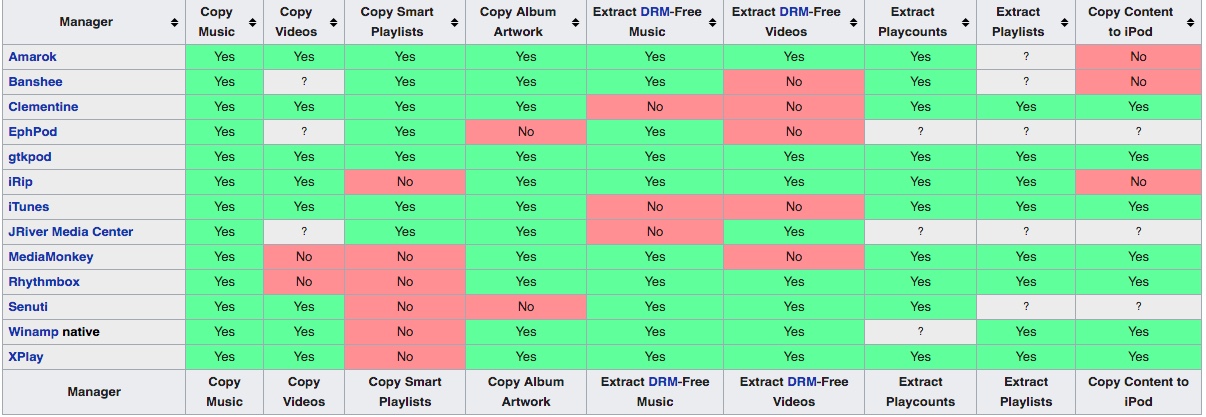 Manager Copy Music Copy Videos Copy Smart Playlists Copy Album Artwork Extract DRM-Free Music Extract DRM-Free Videos Extract Playcounts Extract Playlists Copy Content to iPod
Amarok Yes Yes Yes Yes Yes Yes Yes ? No
Banshee Yes ? Yes Yes Yes No Yes ? No
Clementine Yes Yes Yes Yes No No Yes Yes Yes
EphPod Yes ? Yes No Yes No ? ? ?
gtkpod Yes Yes Yes Yes Yes Yes Yes Yes Yes
iRip Yes Yes No Yes Yes Yes Yes Yes No
iTunes Yes Yes Yes Yes No No Yes Yes Yes
JRiver Media Center Yes ? Yes Yes No Yes ? ? ?
MediaMonkey Yes No No Yes Yes No Yes Yes Yes
Rhythmbox Yes No No Yes Yes Yes Yes Yes Yes
Senuti Yes Yes No No Yes Yes Yes ? ?
Winamp native Yes Yes No Yes Yes Yes ? Yes Yes
XPlay Yes Yes No Yes Yes Yes Yes Yes Yes
Manager Copy Music Copy Videos Copy Smart Playlists Copy Album Artwork Extract DRM-Free Music Extract DRM-Free Videos Extract Playcounts Extract Playlists Copy Content to iPod